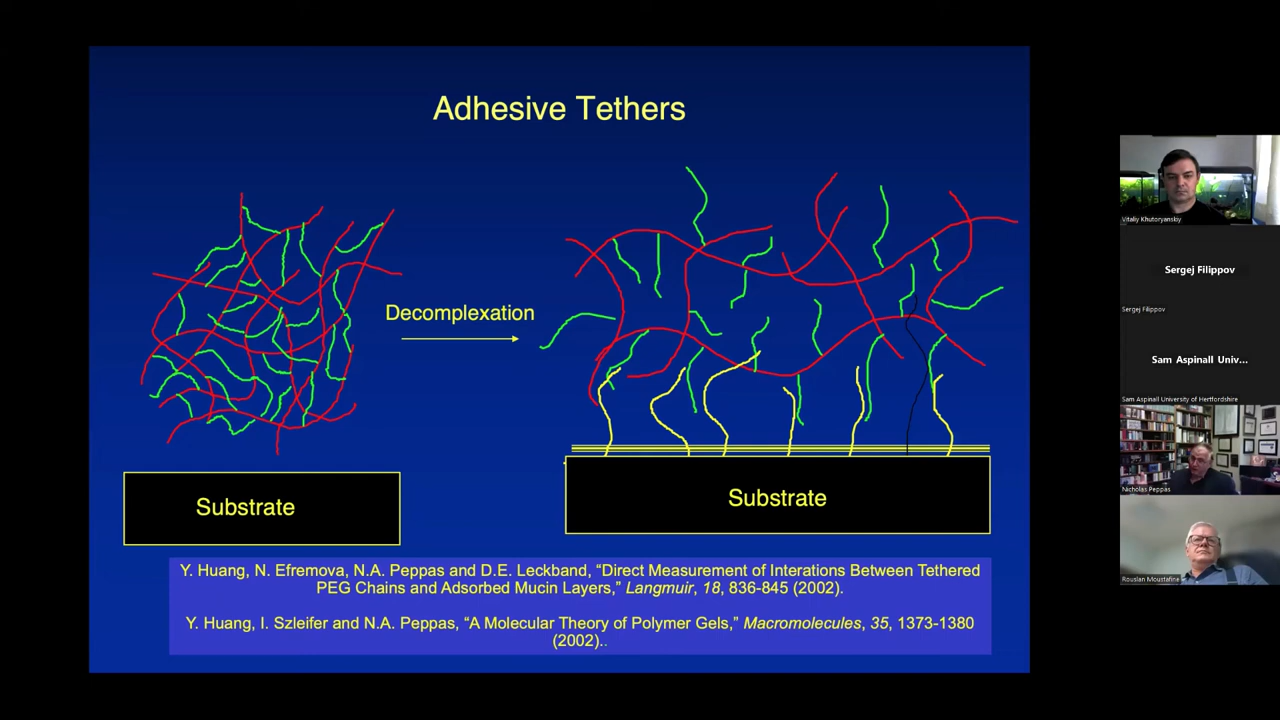 Adhesive Tethers
Decomplexation
Substrate
Substrate
Y. Huang, N. Efremova, N.A. Peppas and D.E. Leckband, “Direct Measurement of Interations Between Tethered
PEG Chains and Adsorbed Mucin Layers,” Langmuir, 18, 836-845 (2002).
Y. Huang, I. Szleifer and N.A. Peppas, “A Molecular Theory of Polymer Gels,” Macromolecules, 35, 1373-1380
(2002)..
Vitaliy Khutoryanskiy
Sergej Filippov
Sergej Filippov
Sam Aspinall Univ...
Sam Aspinall University of Hertfordshire
Nicholas Peppas
Rouslan Moustafine